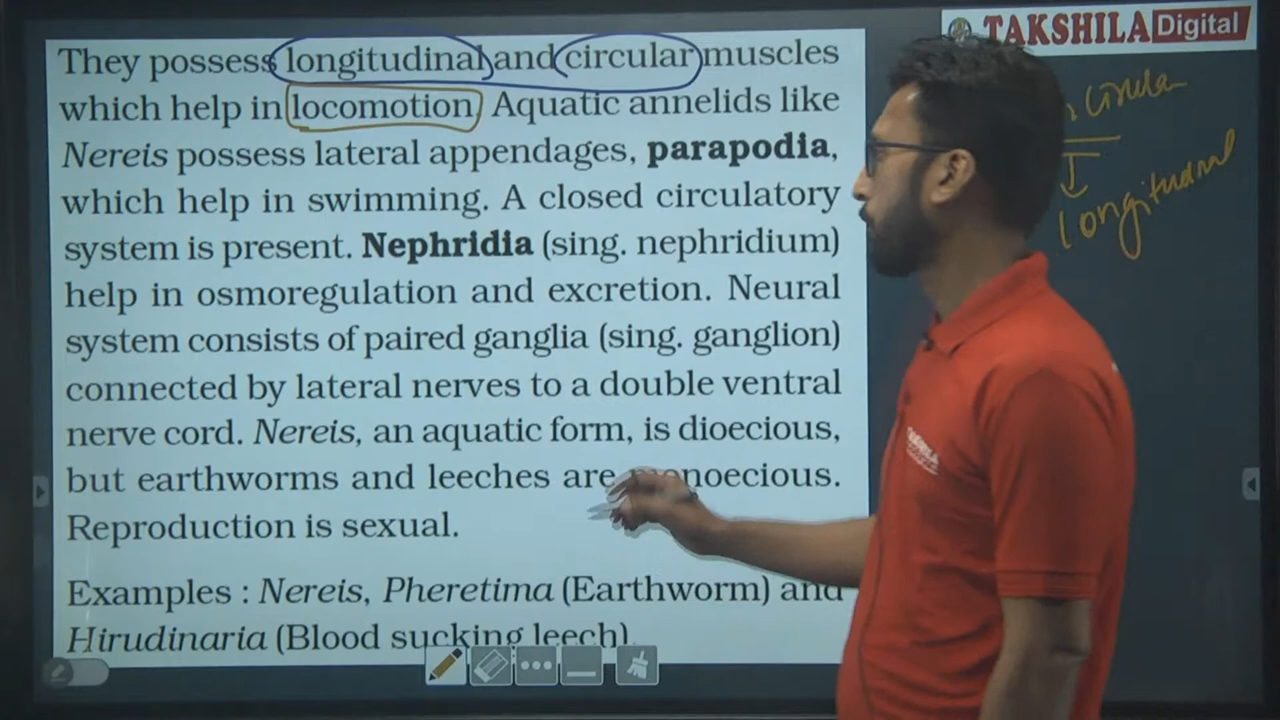 TAKSHILA Digital
They possess longitudinal and circular muscles
which help in locomotion. Aquatic annelids like
Nereis possess lateral appendages, parapodia,
which help in swimming. A closed circulatory
system is present. Nephridia (sing. nephridium)
help in osmoregulation and excretion. Neural
system consists of paired ganglia (sing. ganglion)
connected by lateral nerves to a double ventral
nerve cord. Nereis, an aquatic form, is dioecious,
but earthworms and leeches are monoecious.
Reproduction is sexual.
Examples : Nereis, Pheretima (Earthworm) and
Hirudinaria (Blood sucking leech)
longitudinal